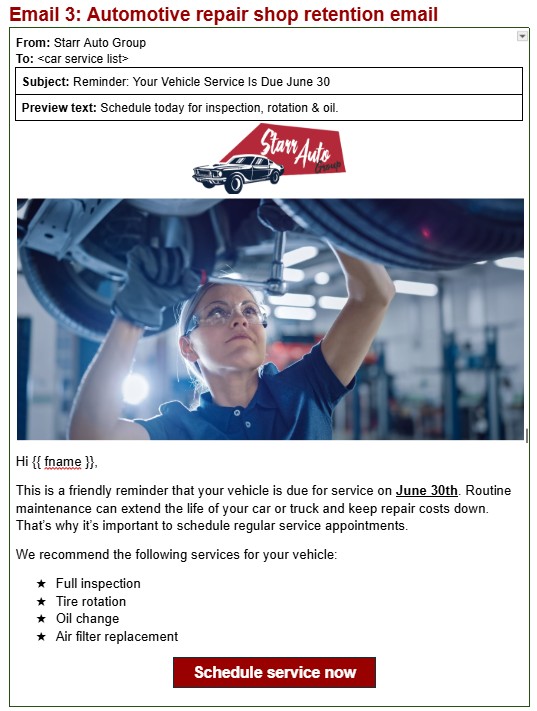 Email 3: Automotive repair shop retention email
From: Starr Auto Group
To: <car service list>
Subject: Reminder: Your Vehicle Service Is Due June 30
Preview text: Schedule today for inspection, rotation & oil.
Starr Auto
Group
Hi {{ fname }},
This is a friendly reminder that your vehicle is due for service on June 30th. Routine
maintenance can extend the life of your car or truck and keep repair costs down.
That’s why it’s important to schedule regular service appointments.
We recommend the following services for your vehicle:
★ Full inspection
★ Tire rotation
★ Oil change
★ Air filter replacement
Schedule service now